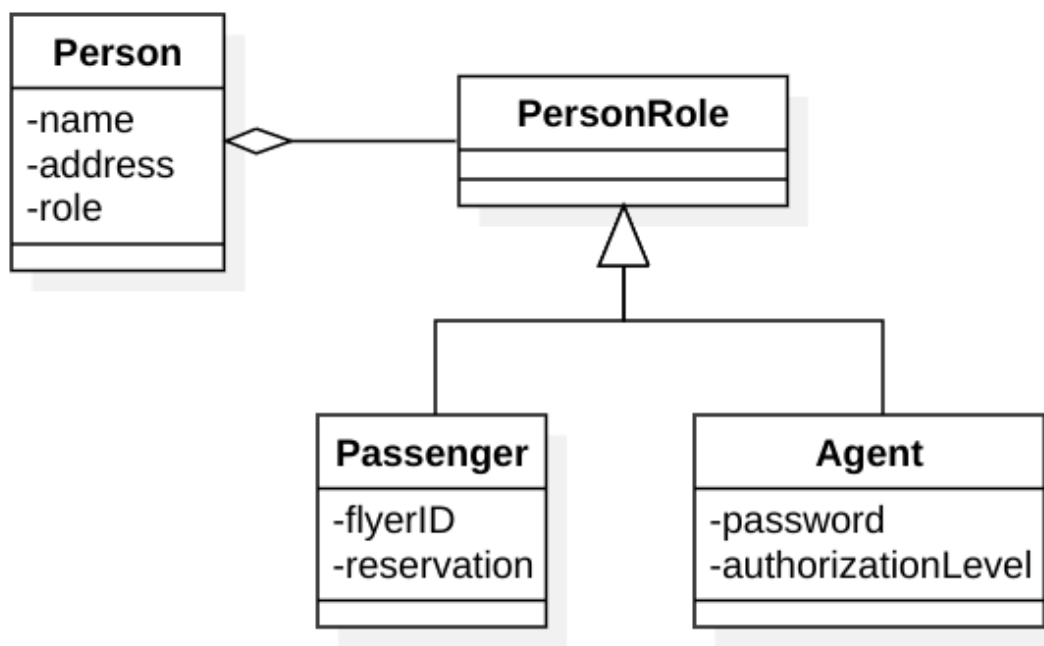 Person
-name
-address
-role
PersonRole
Passenger
-flyerID
-reservation
Agent
-password
-authorizationLevel